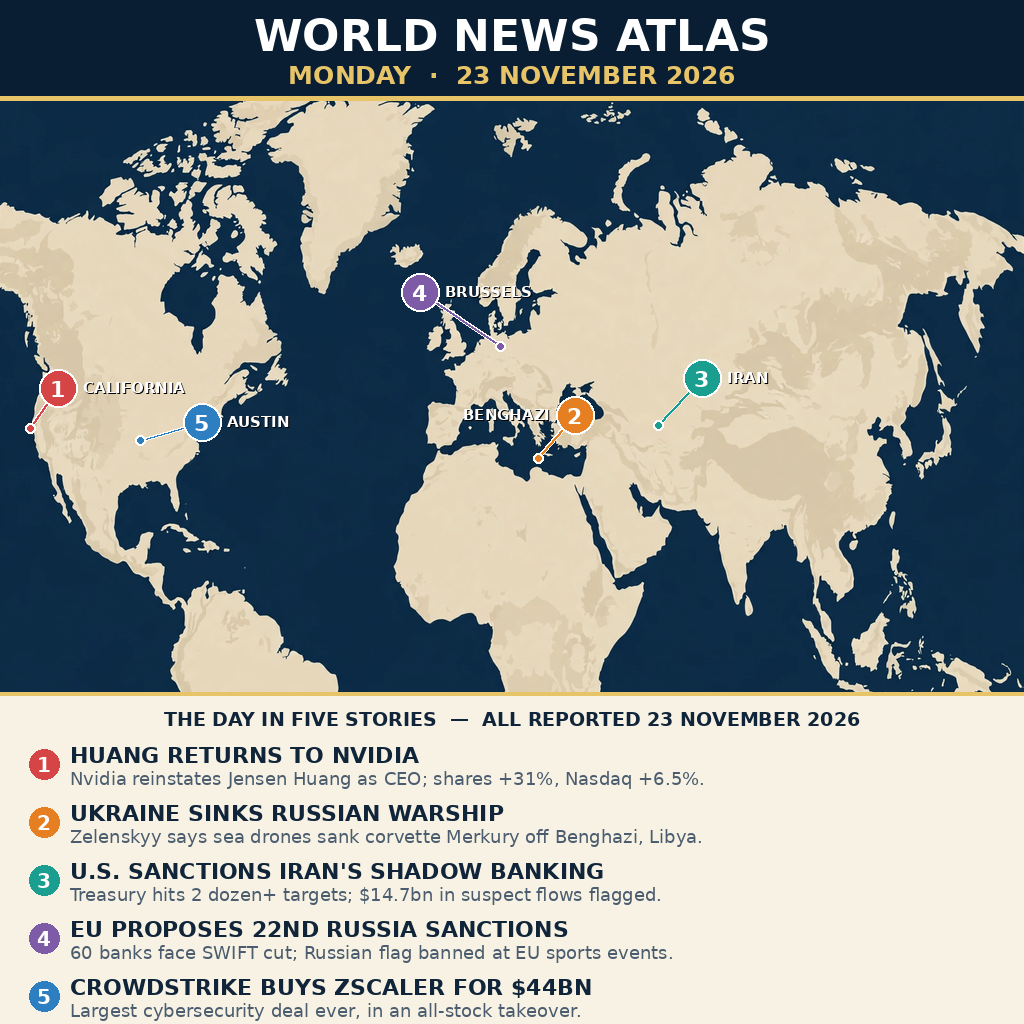 WORLD NEWS ATLAS
MONDAY · 23 NOVEMBER 2026
4 BRUSSELS
3 IRAN
1 CALIFORNIA
BENGHAZI 2
5 AUSTIN
THE DAY IN FIVE STORIES — ALL REPORTED 23 NOVEMBER 2026
1 HUANG RETURNS TO NVIDIA
Nvidia reinstates Jensen Huang as CEO; shares +31%, Nasdaq +6.5%.
2 UKRAINE SINKS RUSSIAN WARSHIP
Zelenskyy says sea drones sank corvette Merkury off Benghazi, Libya.
3 U.S. SANCTIONS IRAN'S SHADOW BANKING
Treasury hits 2 dozen+ targets; $14.7bn in suspect flows flagged.
4 EU PROPOSES 22ND RUSSIA SANCTIONS
60 banks face SWIFT cut; Russian flag banned at EU sports events.
5 CROWDSTRIKE BUYS ZSCALER FOR $44BN
Largest cybersecurity deal ever, in an all-stock takeover.